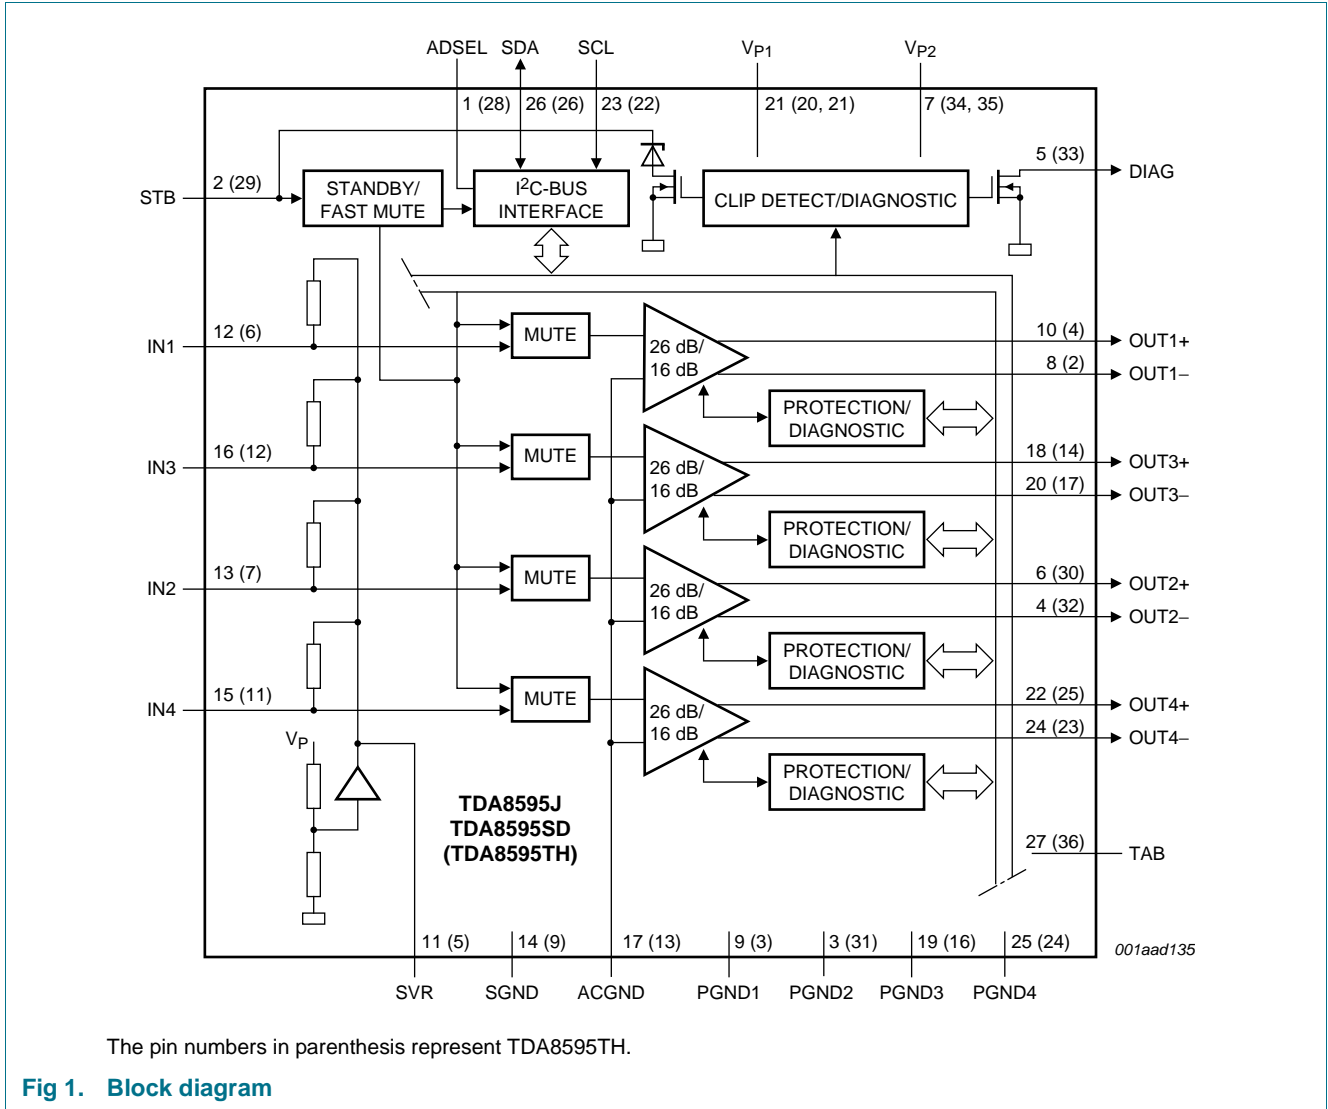 ADSEL SDA SCL VP1 VP2
1 (28) 26 (26) 23 (22) 21 (20, 21) 7 (34, 35)
STB 2 (29)
STANDBY/
FAST MUTE
I2C-BUS
INTERFACE
CLIP DETECT/DIAGNOSTIC
5 (33) DIAG
IN1 12 (6)
MUTE
26 dB/
16 dB
10 (4) OUT1+
8 (2) OUT1−
PROTECTION/
DIAGNOSTIC
IN3 16 (12)
MUTE
26 dB/
16 dB
18 (14) OUT3+
20 (17) OUT3−
PROTECTION/
DIAGNOSTIC
IN2 13 (7)
MUTE
26 dB/
16 dB
6 (30) OUT2+
4 (32) OUT2−
PROTECTION/
DIAGNOSTIC
IN4 15 (11)
MUTE
26 dB/
16 dB
22 (25) OUT4+
24 (23) OUT4−
PROTECTION/
DIAGNOSTIC
VP
TDA8595J
TDA8595SD
(TDA8595TH)
27 (36) TAB
11 (5) 14 (9) 17 (13) 9 (3) 3 (31) 19 (16) 25 (24)
001aad135
SVR SGND ACGND PGND1 PGND2 PGND3 PGND4
The pin numbers in parenthesis represent TDA8595TH.
Fig 1. Block diagram